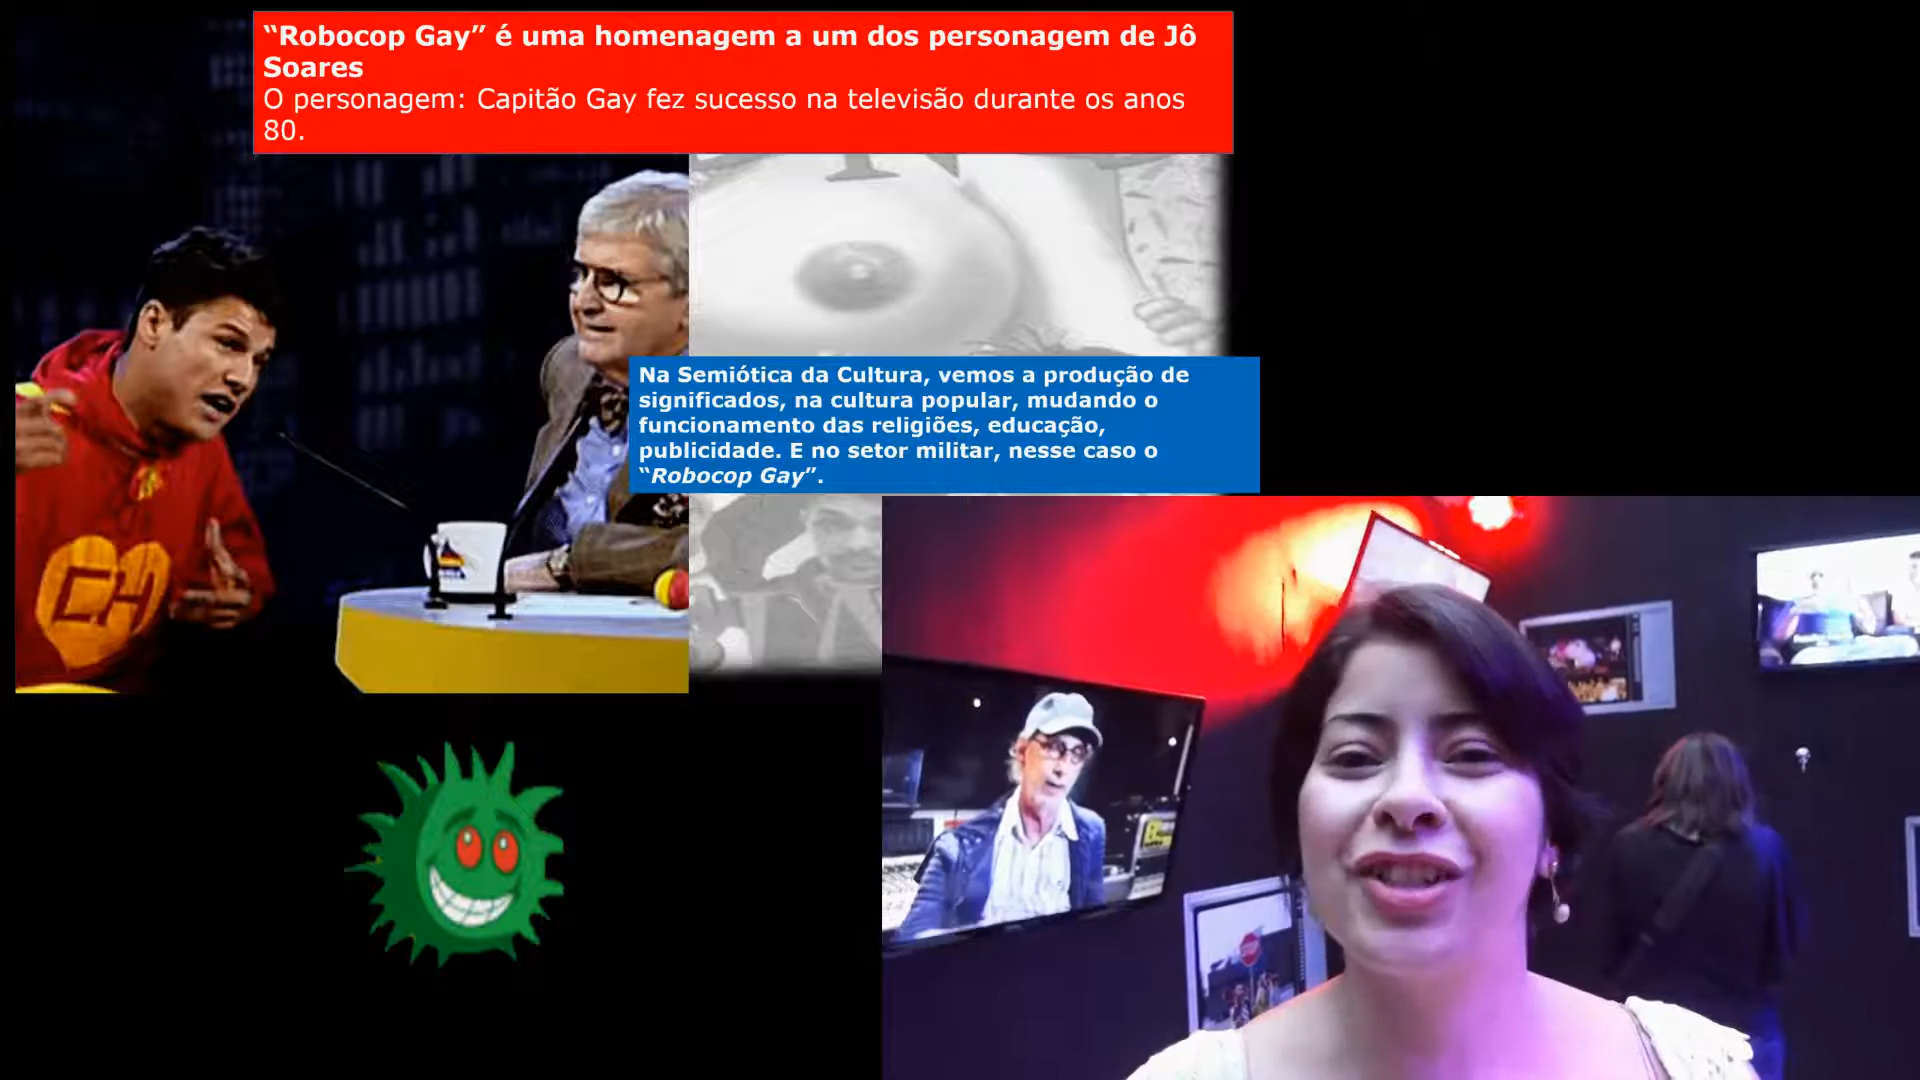 “Robocop Gay” é uma homenagem a um dos personagem de Jô
Soares
O personagem: Capitão Gay fez sucesso na televisão durante os anos
80.
Na Semiótica da Cultura, vemos a produção de
significados, na cultura popular, mudando o
funcionamento das religiões, educação,
publicidade. E no setor militar, nesse caso o
“Robocop Gay”.
CH
STOP